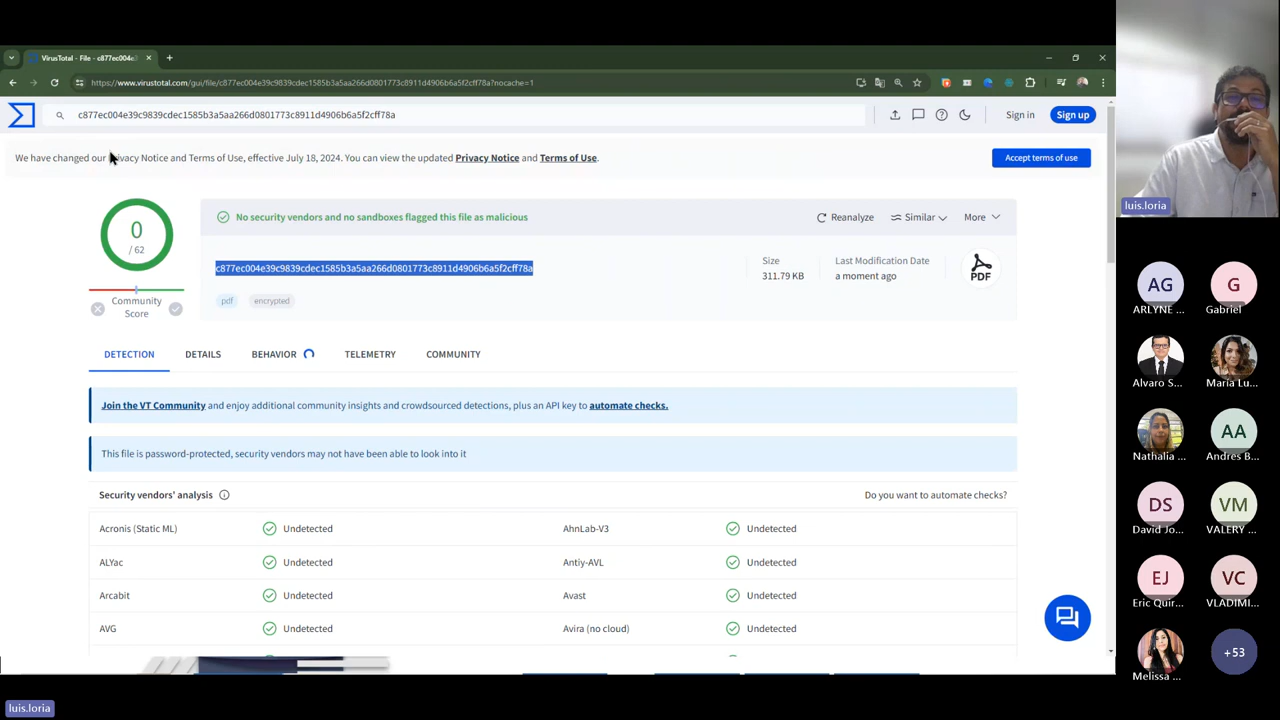 VirusTotal - File - c877ec004e3
https://www.virustotal.com/gui/file/c877ec004e39c9839cdec1585b3a5aa266d0801773c8911d4906b6a5f2cff78a?nocache=1
c877ec004e39c9839cdec1585b3a5aa266d0801773c8911d4906b6a5f2cff78a
Sign in
Sign up
We have changed our Privacy Notice and Terms of Use, effective July 18, 2024. You can view the updated Privacy Notice and Terms of Use.
Accept terms of use
0
/ 62
Community
Score
No security vendors and no sandboxes flagged this file as malicious
Reanalyze
Similar
More
c877ec004e39c9839cdec1585b3a5aa266d0801773c8911d4906b6a5f2cff78a
Size
311.79 KB
Last Modification Date
a moment ago
PDF
pdf
encrypted
DETECTION
DETAILS
BEHAVIOR
TELEMETRY
COMMUNITY
Join the VT Community and enjoy additional community insights and crowdsourced detections, plus an API key to automate checks.
This file is password-protected, security vendors may not have been able to look into it
Security vendors' analysis
Do you want to automate checks?
Acronis (Static ML)
Undetected
AhnLab-V3
Undetected
ALYac
Undetected
Antiy-AVL
Undetected
Arcabit
Undetected
Avast
Undetected
AVG
Undetected
Avira (no cloud)
Undetected
luis.loria
AG
ARLYNE ...
G
Gabriel
Alvaro S...
María Lu...
Nathalia ...
AA
Andres B...
DS
David Jo...
VM
VALERY ...
EJ
Eric Quir...
VC
VLADIMI...
Melissa ...
+53
luis.loria